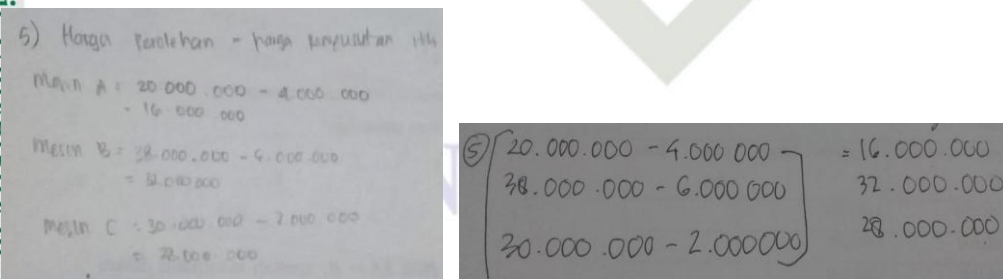 5) Harga Perolehan - harga penyusutan
Mesin A = 20.000.000 - 4.000.000
= 16.000.000
Mesin B = 38.000.000 - 6.000.000
= 32.000.000
Mesin C = 30.000.000 - 2.000.000
= 28.000.000
5 20.000.000 - 4.000.000 = 16.000.000
38.000.000 - 6.000.000 32.000.000
30.000.000 - 2.000.000 28.000.000